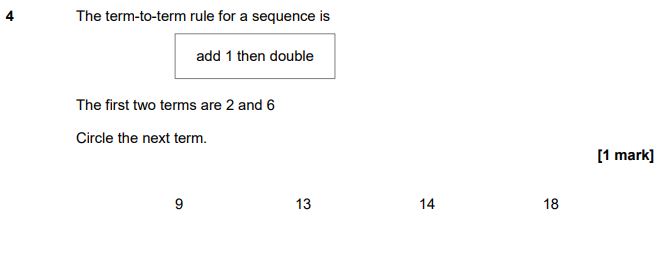 4 The term-to-term rule for a sequence is
add 1 then double
The first two terms are 2 and 6
Circle the next term.
[1 mark]
9 13 14 18